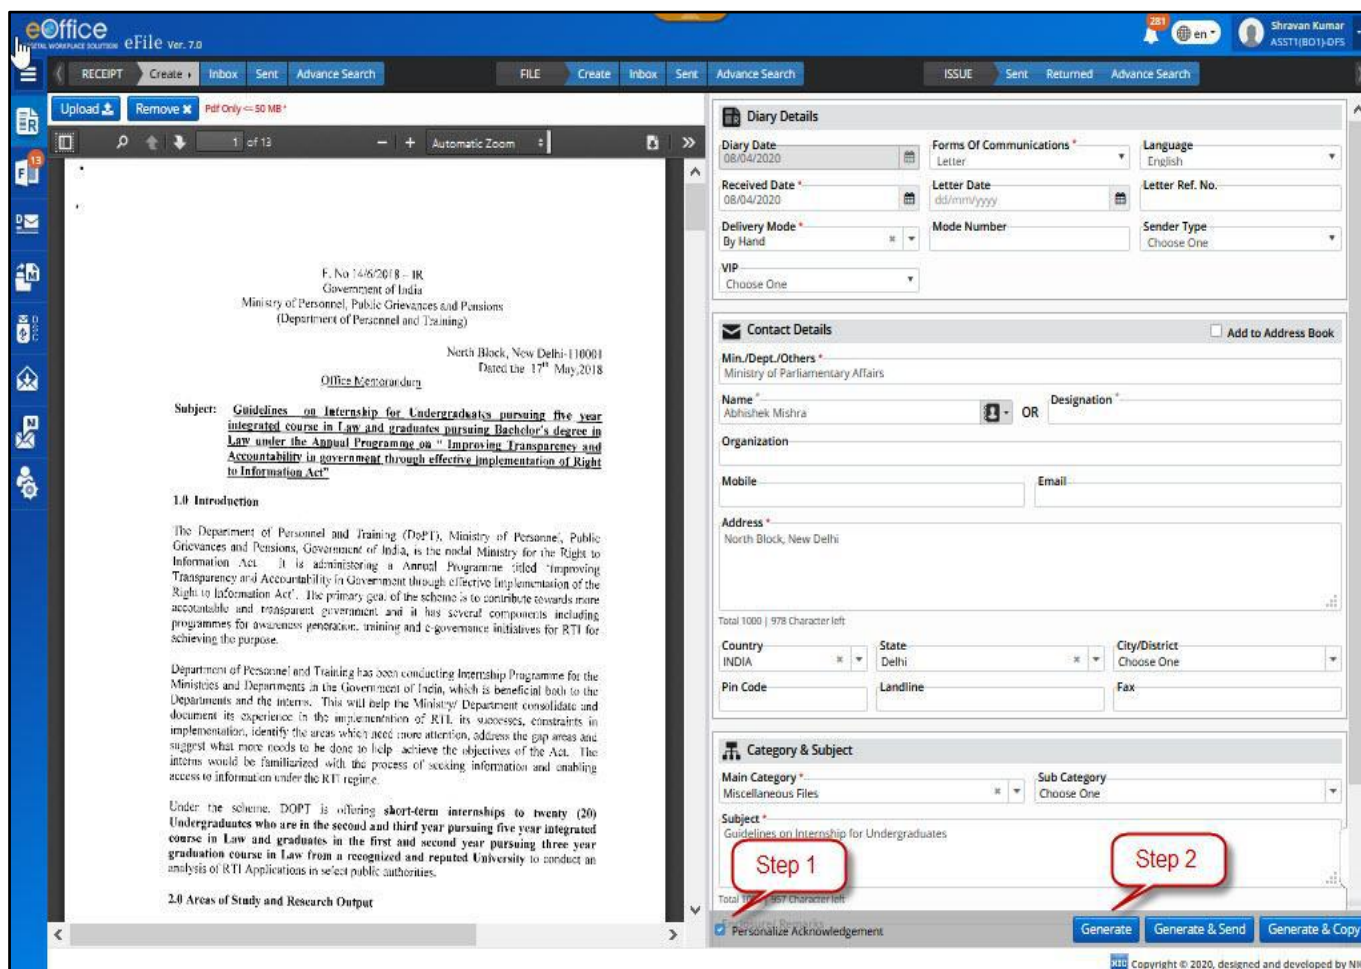 eOffice
DIGITAL WORKPLACE SOLUTION
eFile Ver. 7.0
281
en
Shravan Kumar
ASST1(BO1)-DFS
RECEIPT Create Inbox Sent Advance Search FILE Create Inbox Sent Advance Search ISSUE Sent Returned Advance Search
Upload Remove Pdf Only <= 50 MB *
1 of 13 Automatic Zoom
13
F. No 14/6/2018 – IR
Government of India
Ministry of Personnel, Public Grievances and Pensions
(Department of Personnel and Training)
North Block, New Delhi-110001
Dated the 17th May,2018
Office Memorandum
Subject: Guidelines on Internship for Undergraduates pursuing five year
integrated course in Law and graduates pursuing Bachelor's degree in
Law under the Annual Programme on " Improving Transparency and
Accountability in government through effective implementation of Right
to Information Act"
1.0 Introduction
The Department of Personnel and Training (DoPT), Ministry of Personnel, Public
Grievances and Pensions, Government of India, is the nodal Ministry for the Right to
Information Act. It is administering a Annual Programme titled 'Improving
Transparency and Accountability in Government through effective Implementation of the
Right to Information Act'. The primary goal of the scheme is to contribute towards more
accountable and transparent government and it has several components including
programmes for awareness generation, training and e-governance initiatives for RTI for
achieving the purpose.
Department of Personnel and Training has been conducting Internship Programme for the
Ministries and Departments in the Government of India, which is beneficial both to the
Departments and the interns. This will help the Ministry/ Department consolidate and
document its experience in the implementation of RTI, its successes, constraints in
implementation, identify the areas which need more attention, address the gap areas and
suggest what more needs to be done to help achieve the objectives of the Act. The
interns would be familiarized with the process of seeking information and enabling
access to information under the RTI regime.
Under the scheme, DOPT is offering short-term internships to twenty (20)
Undergraduates who are in the second and third year pursuing five year integrated
course in Law and graduates in the first and second year pursuing three year
graduation course in Law from a recognized and reputed University to conduct an
analysis of RTI Applications in select public authorities.
2.0 Areas of Study and Research Output
Diary Details
Diary Date Forms Of Communications * Language
08/04/2020 Letter English
Received Date * Letter Date Letter Ref. No.
08/04/2020 dd/mm/yyyy
Delivery Mode * Mode Number Sender Type
By Hand Choose One
VIP
Choose One
Contact Details Add to Address Book
Min./Dept./Others *
Ministry of Parliamentary Affairs
Name * Designation *
Abhishek Mishra OR
Organization
Mobile Email
Address *
North Block, New Delhi
Total 1000 | 978 Character left
Country State City/District
INDIA Delhi Choose One
Pin Code Landline Fax
Category & Subject
Main Category * Sub Category
Miscellaneous Files Choose One
Subject *
Guidelines on Internship for Undergraduates
Step 1 Step 2
Total 1000 | 957 Character left
Enclosure/ Remarks
Personalize Acknowledgement Generate Generate & Send Generate & Copy
NIC Copyright © 2020, designed and developed by NI